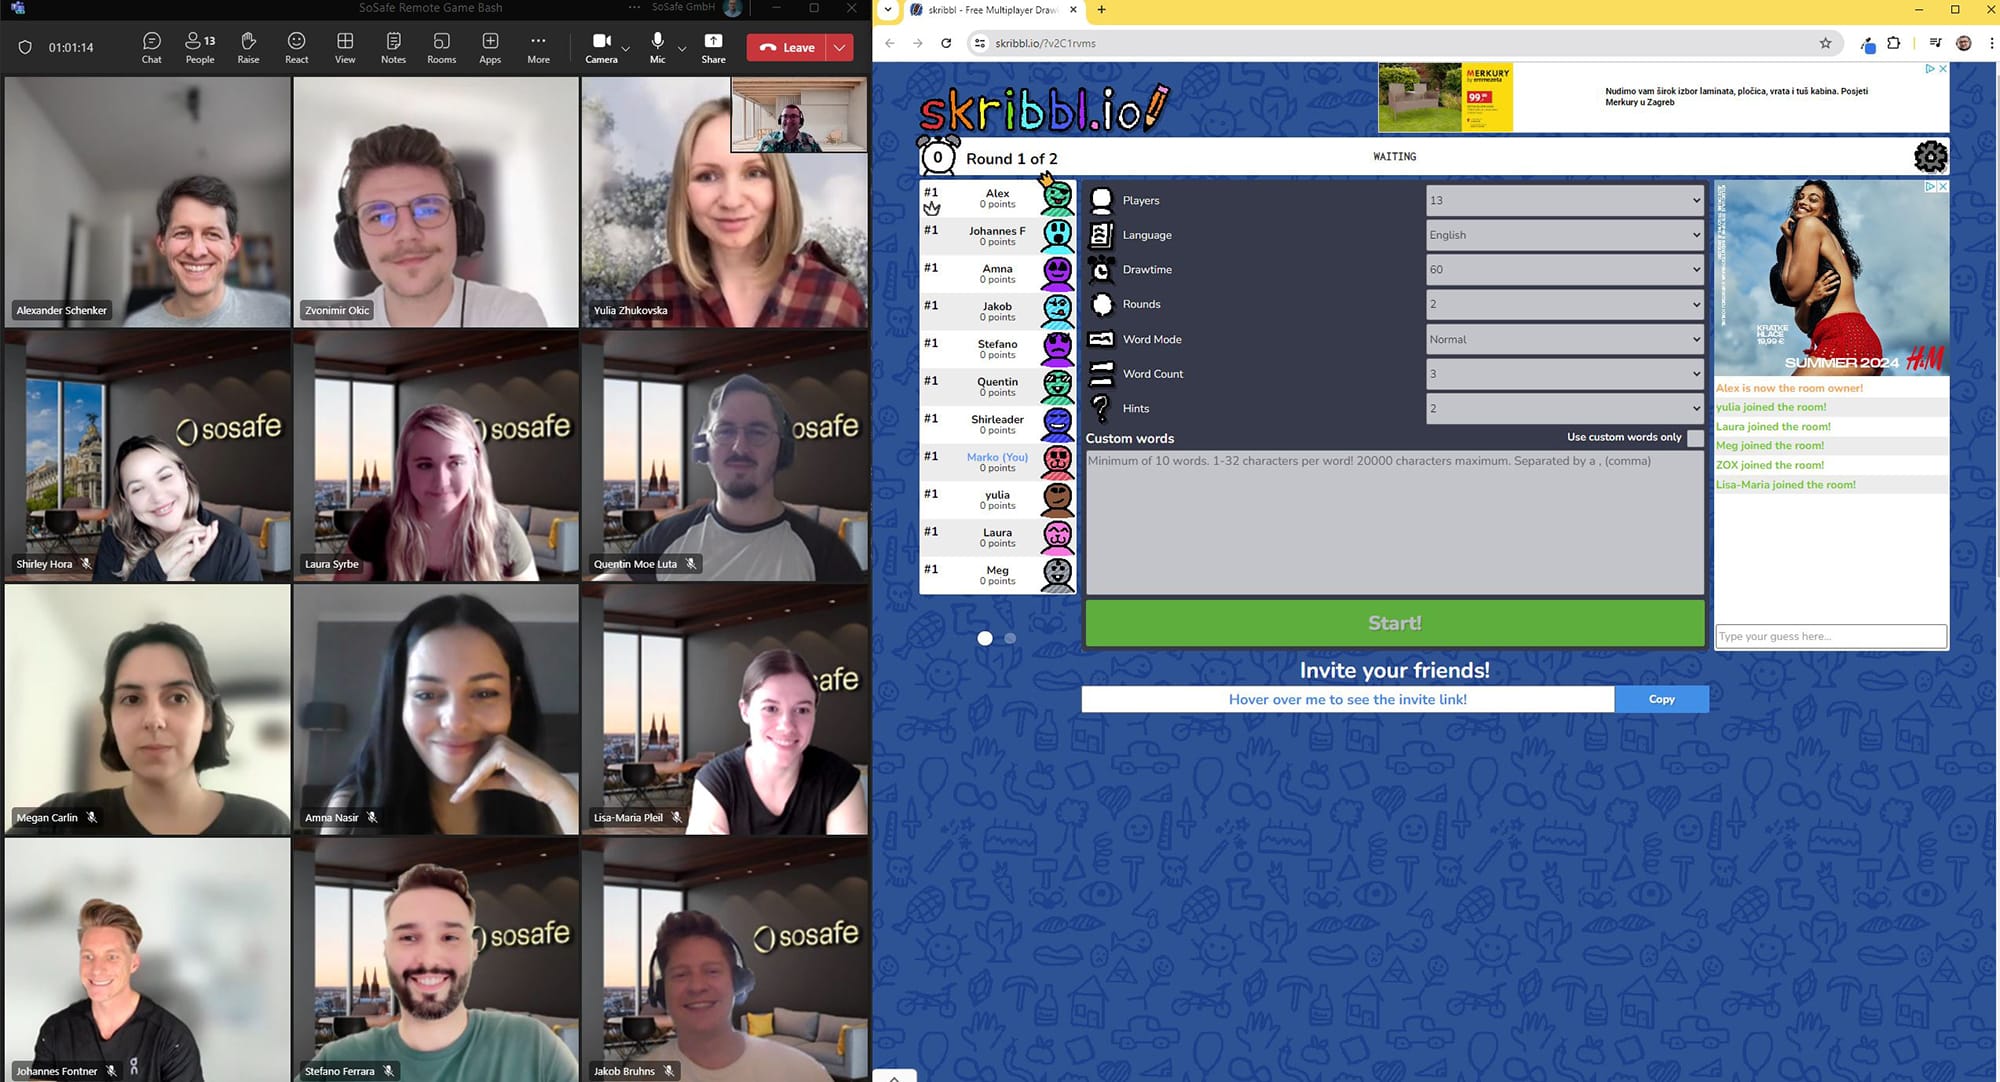 SoSafe Remote Game Bash
SoSafe GmbH
01:01:14
Chat
People 13
Raise
React
View
Notes
Rooms
Apps
More
Camera
Mic
Share
Leave
Alexander Schenker
Zvonimir Okic
Yulia Zhukovska
sosafe
sosafe
osafe
Shirley Hora
Laura Syrbe
Quentin Moe Luta
safe
Megan Carlin
Amna Nasir
Lisa-Maria Pleil
sosafe
sosafe
Johannes Fontner
Stefano Ferrara
Jakob Bruhns
skribbl - Free Multiplayer Draw
skribbl.io/?v2C1rvms
skribbl.io
MERKURY
by emmezeta
99
Nudimo vam širok izbor laminata, pločica, vrata i tuš kabina. Posjeti
Merkury u Zagreb
0
Round 1 of 2
WAITING
#1 Alex
0 points
#1 Johannes F
0 points
#1 Amna
0 points
#1 Jakob
0 points
#1 Stefano
0 points
#1 Quentin
0 points
#1 Shirleader
0 points
#1 Marko (You)
0 points
#1 yulia
0 points
#1 Laura
0 points
#1 Meg
0 points
Players 13
Language English
Drawtime 60
Rounds 2
Word Mode Normal
Word Count 3
Hints 2
Custom words
Use custom words only
Minimum of 10 words. 1-32 characters per word! 20000 characters maximum. Separated by a , (comma)
Start!
Invite your friends!
Hover over me to see the invite link!
Copy
KRATKE
HLAČE
19,99 €
SUMMER 2024 H&M
Alex is now the room owner!
yulia joined the room!
Laura joined the room!
Meg joined the room!
ZOX joined the room!
Lisa-Maria joined the room!
Type your guess here...